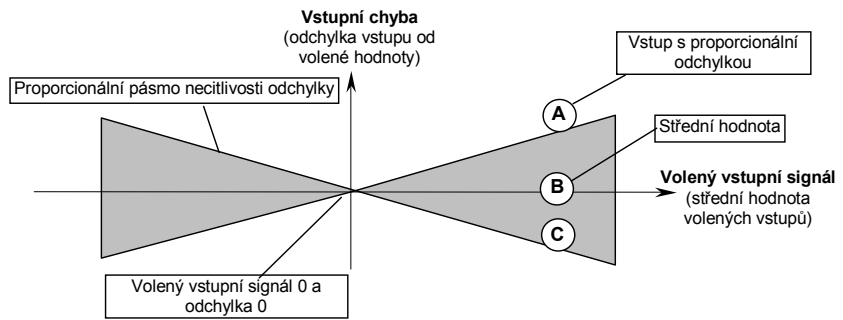 Vstupní chyba
(odchylka vstupu od
volené hodnoty)
Vstup s proporcionální
odchylkou
Proporcionální pásmo necitlivosti odchylky
A
Střední hodnota
B
Volený vstupní signál
(střední hodnota
volených vstupů)
C
Volený vstupní signál 0 a
odchylka 0